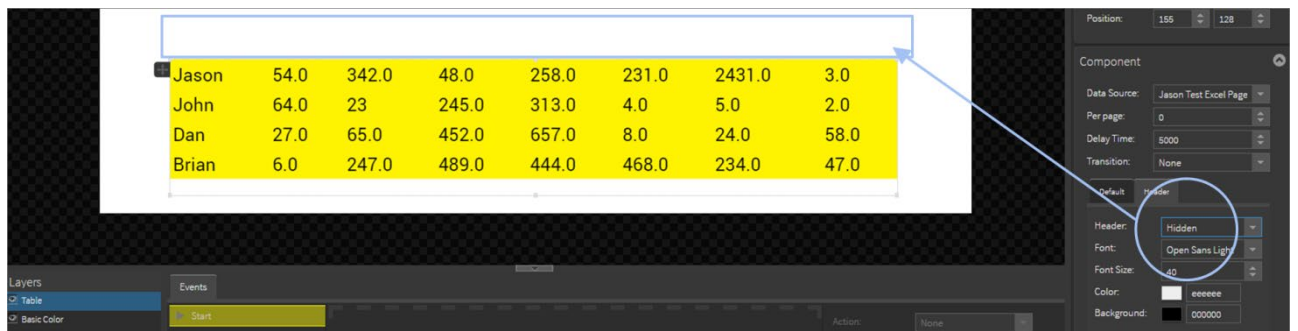 Position: 155 128
Component
Jason 54.0 342.0 48.0 258.0 231.0 2431.0 3.0
John 64.0 23 245.0 313.0 4.0 5.0 2.0
Dan 27.0 65.0 452.0 657.0 8.0 24.0 58.0
Brian 6.0 247.0 489.0 444.0 468.0 234.0 47.0
Data Source: Jason Test Excel Page
Per page: 0
Delay Time: 5000
Transition: None
Default Header
Header: Hidden
Font: Open Sans Light
Font Size: 40
Color: eeeeee
Background: 000000
Layers
Table
Basic Color
Events
Start
Action: None